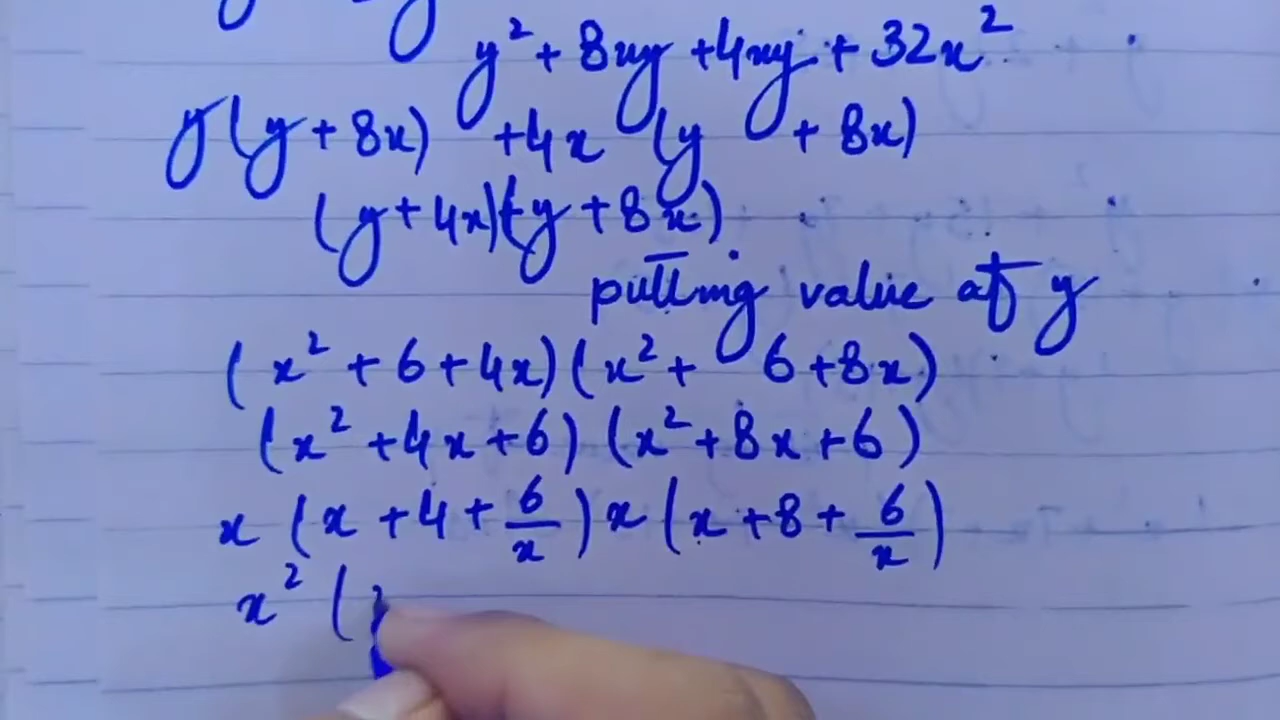 y² + 8xy + 4xy + 32x²
y(y + 8x) + 4x (y + 8x)
(y + 4x)(y + 8x)
putting value of y
(x² + 6 + 4x)(x² + 6 + 8x)
(x² + 4x + 6) (x² + 8x + 6)
x (x + 4 + 6/x) x (x + 8 + 6/x)
x² (